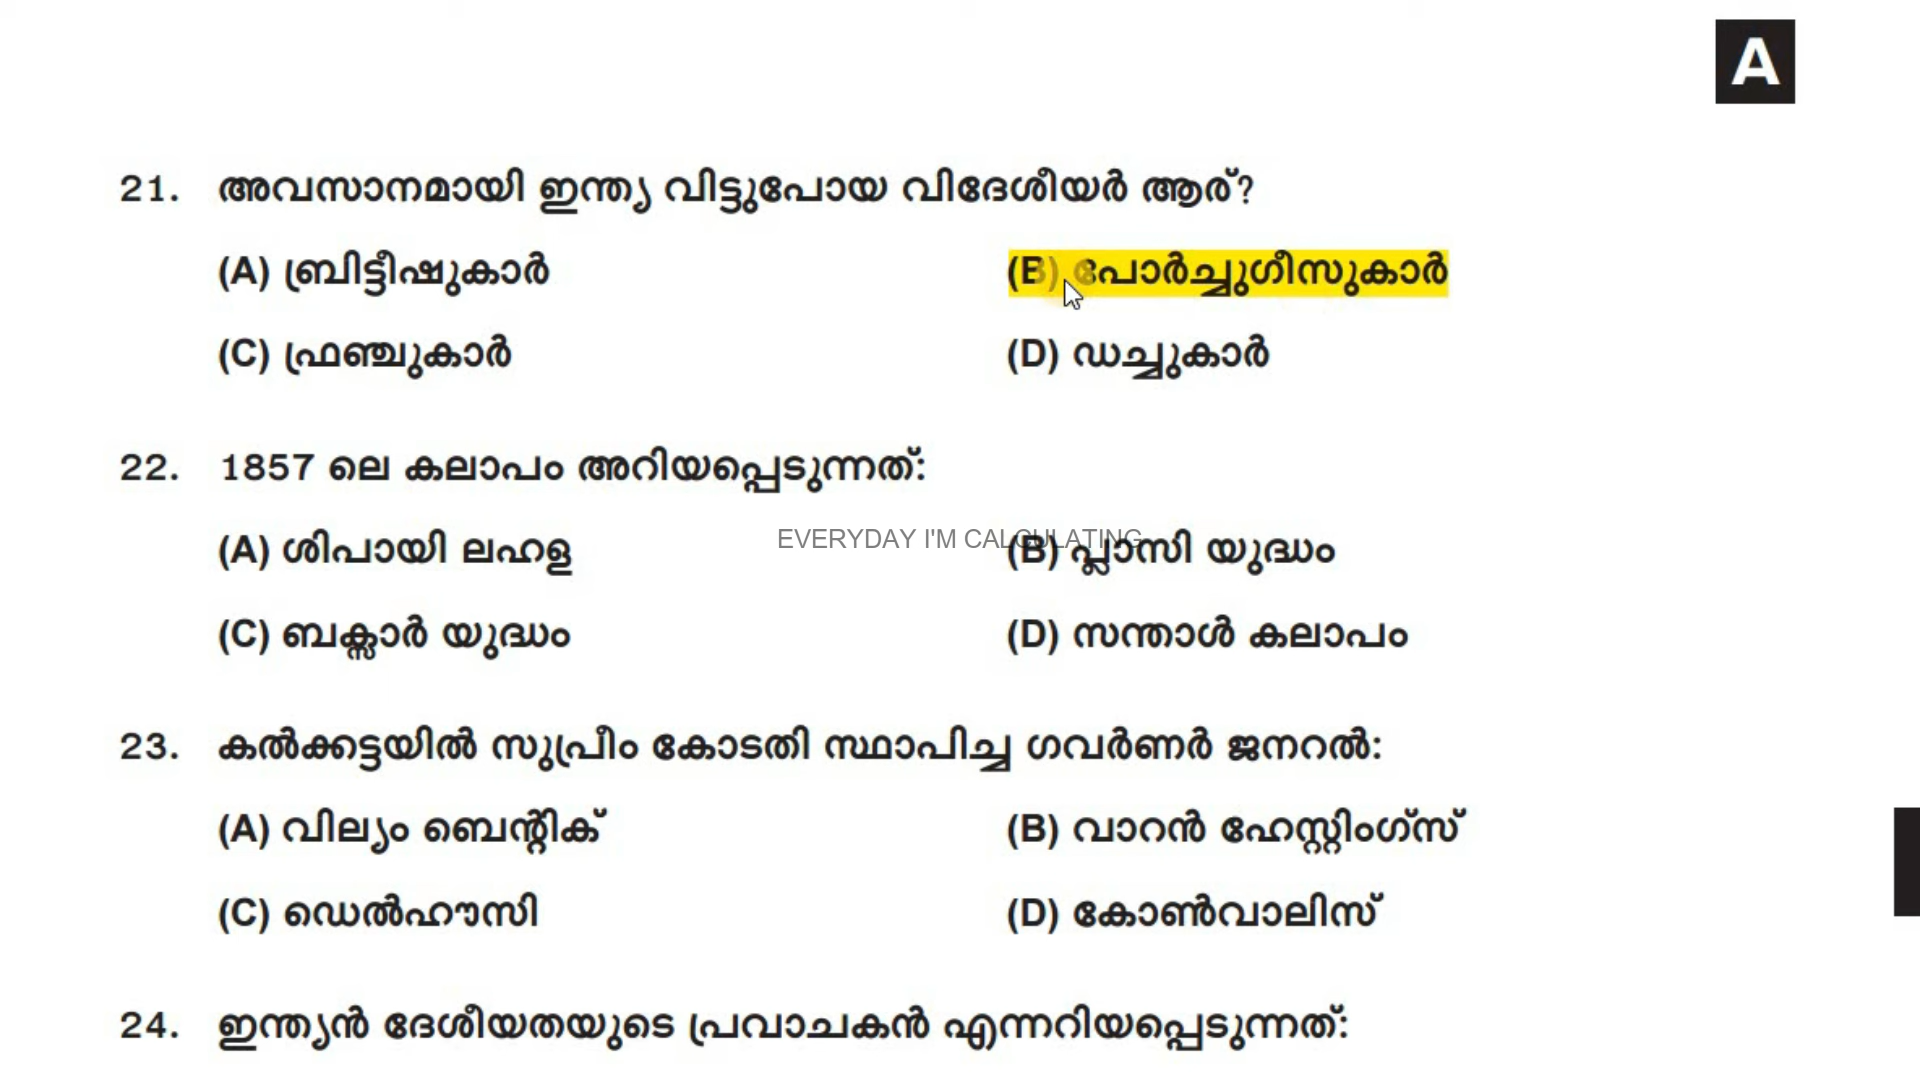 A
21. അവസാനമായി ഇന്ത്യ വിട്ടുപോയ വിദേശീയർ ആര്?
(A) ബ്രിട്ടീഷുകാർ (B) പോർച്ചുഗീസുകാർ
(C) ഫ്രഞ്ചുകാർ (D) ഡച്ചുകാർ
22. 1857 ലെ കലാപം അറിയപ്പെടുന്നത്:
EVERYDAY I'M CALCULATING
(A) ശിപായി ലഹള (B) പ്ലാസി യുദ്ധം
(C) ബക്സാർ യുദ്ധം (D) സന്താൾ കലാപം
23. കൽക്കട്ടയിൽ സുപ്രീം കോടതി സ്ഥാപിച്ച ഗവർണർ ജനറൽ:
(A) വില്യം ബെന്റിക് (B) വാറൻ ഹേസ്റ്റിംഗ്സ്
(C) ഡെൽഹൗസി (D) കോൺവാലിസ്
24. ഇന്ത്യൻ ദേശീയതയുടെ പ്രവാചകൻ എന്നറിയപ്പെടുന്നത്: